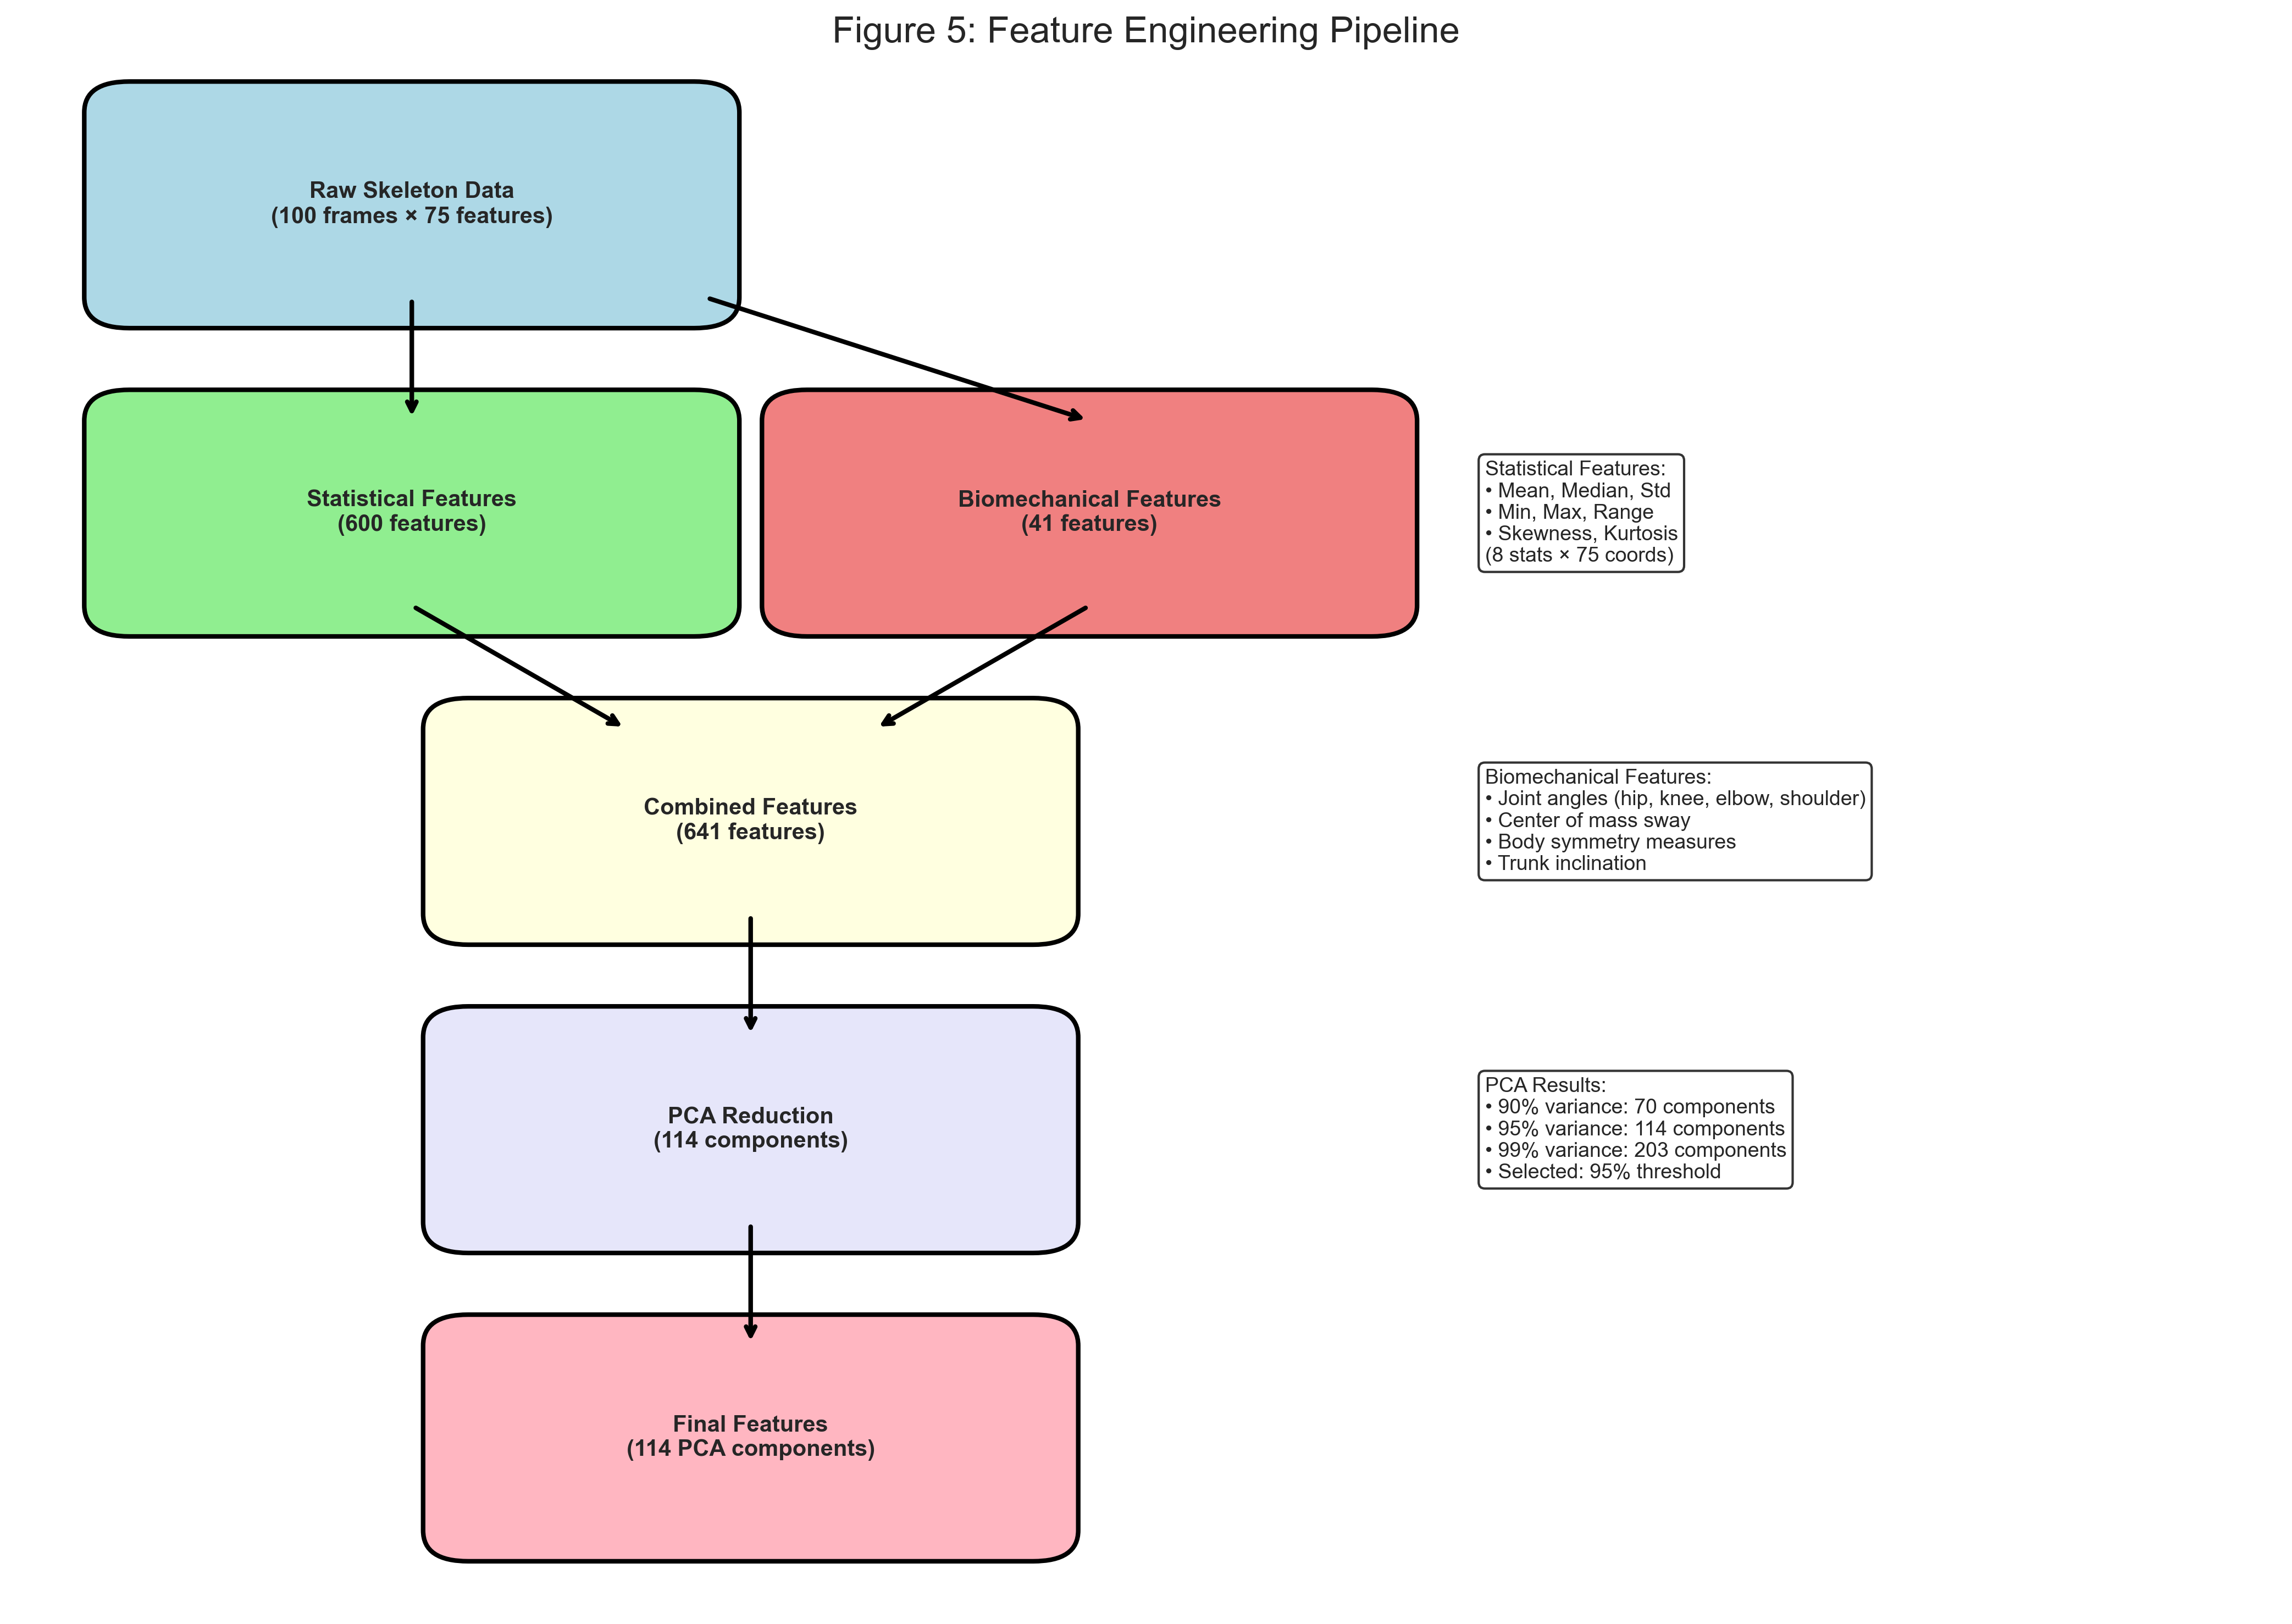 Figure 5: Feature Engineering Pipeline
Raw Skeleton Data
(100 frames × 75 features)
Statistical Features
(600 features)
Biomechanical Features
(41 features)
Statistical Features:
• Mean, Median, Std
• Min, Max, Range
• Skewness, Kurtosis
(8 stats × 75 coords)
Combined Features
(641 features)
Biomechanical Features:
• Joint angles (hip, knee, elbow, shoulder)
• Center of mass sway
• Body symmetry measures
• Trunk inclination
PCA Reduction
(114 components)
PCA Results:
• 90% variance: 70 components
• 95% variance: 114 components
• 99% variance: 203 components
• Selected: 95% threshold
Final Features
(114 PCA components)